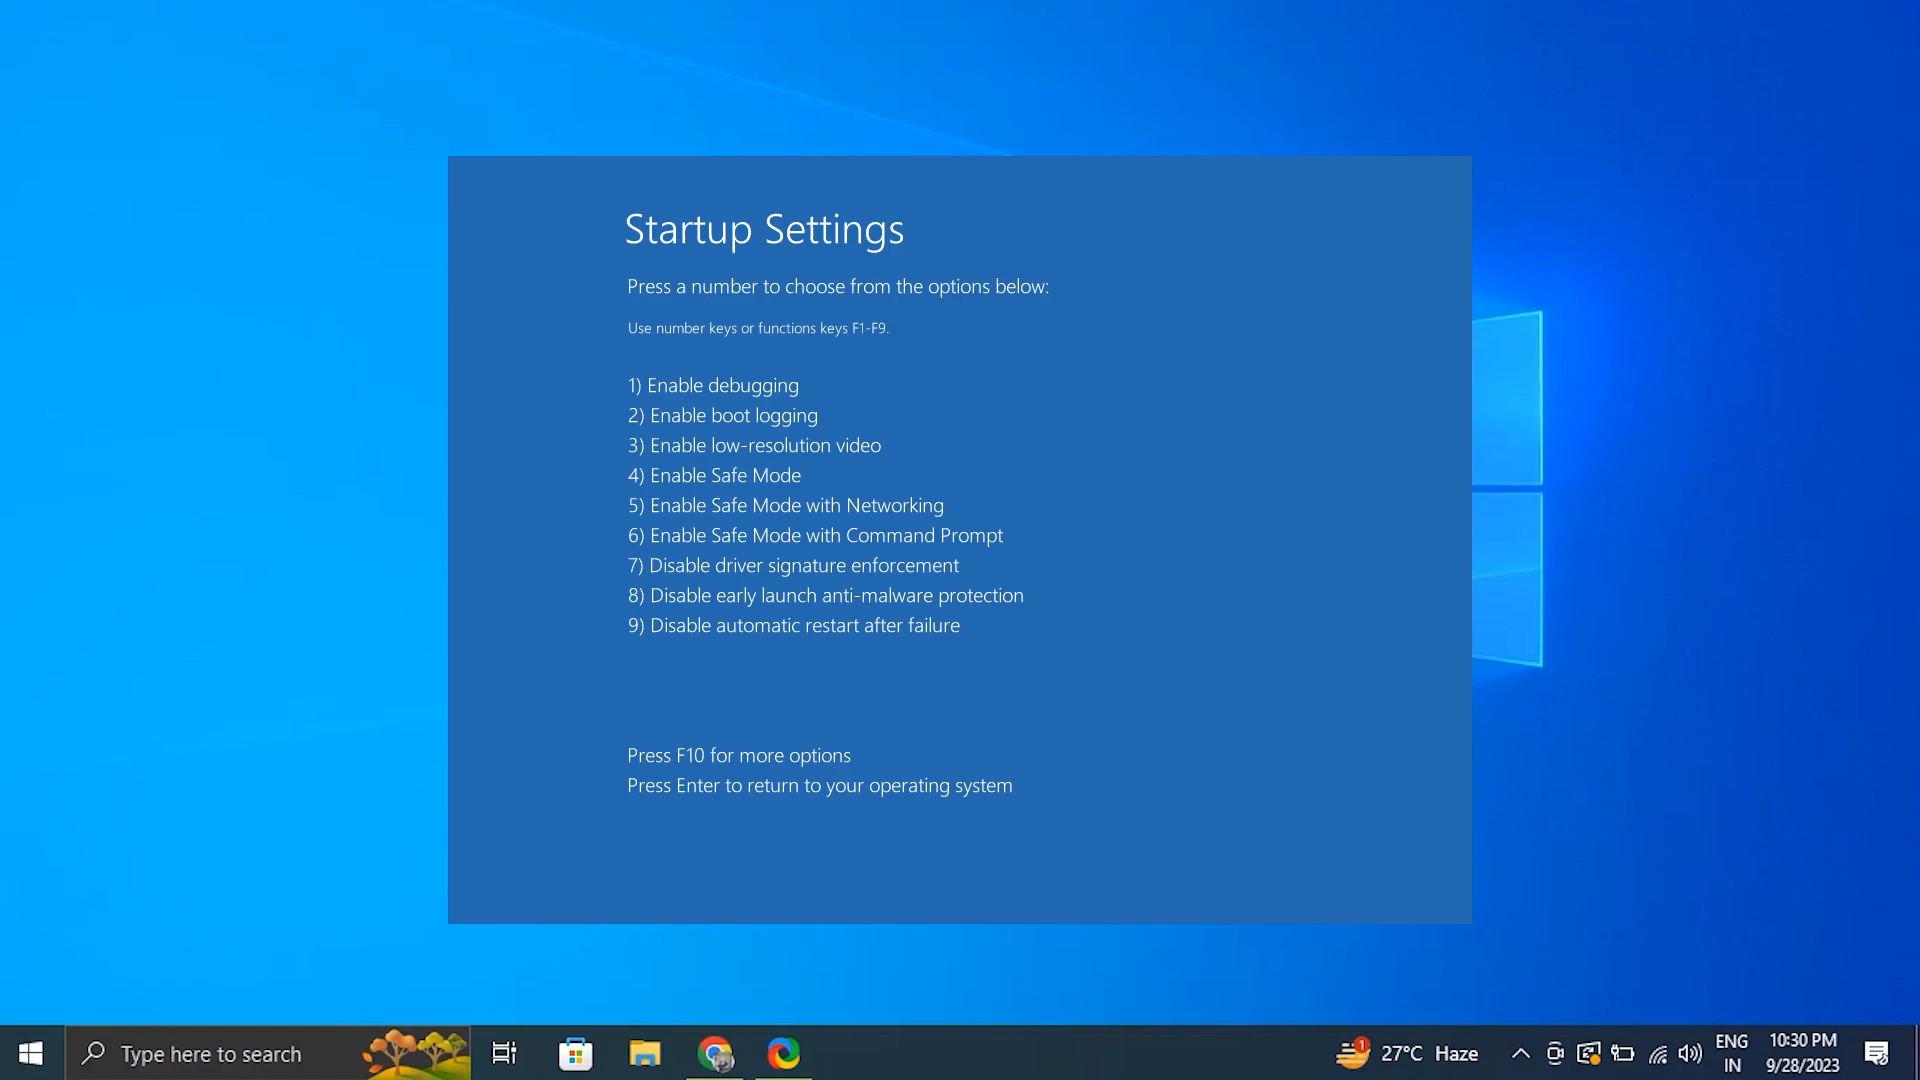 Startup Settings
Press a number to choose from the options below:
Use number keys or functions keys F1-F9.
1) Enable debugging
2) Enable boot logging
3) Enable low-resolution video
4) Enable Safe Mode
5) Enable Safe Mode with Networking
6) Enable Safe Mode with Command Prompt
7) Disable driver signature enforcement
8) Disable early launch anti-malware protection
9) Disable automatic restart after failure
Press F10 for more options
Press Enter to return to your operating system
Type here to search
1
27°C Haze
ENG
IN
10:30 PM
9/28/2023